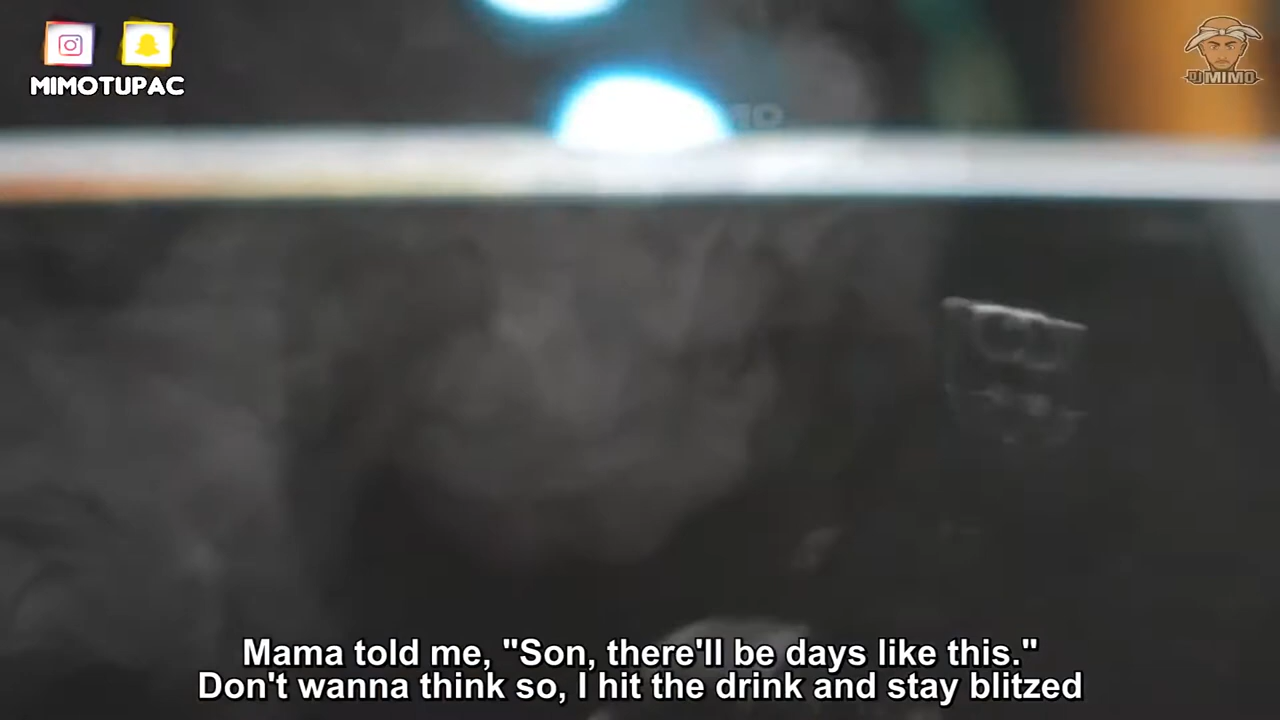 MIMOTUPAC
DJ MIMO
Mama told me, "Son, there'll be days like this."
Don't wanna think so, I hit the drink and stay blitzed